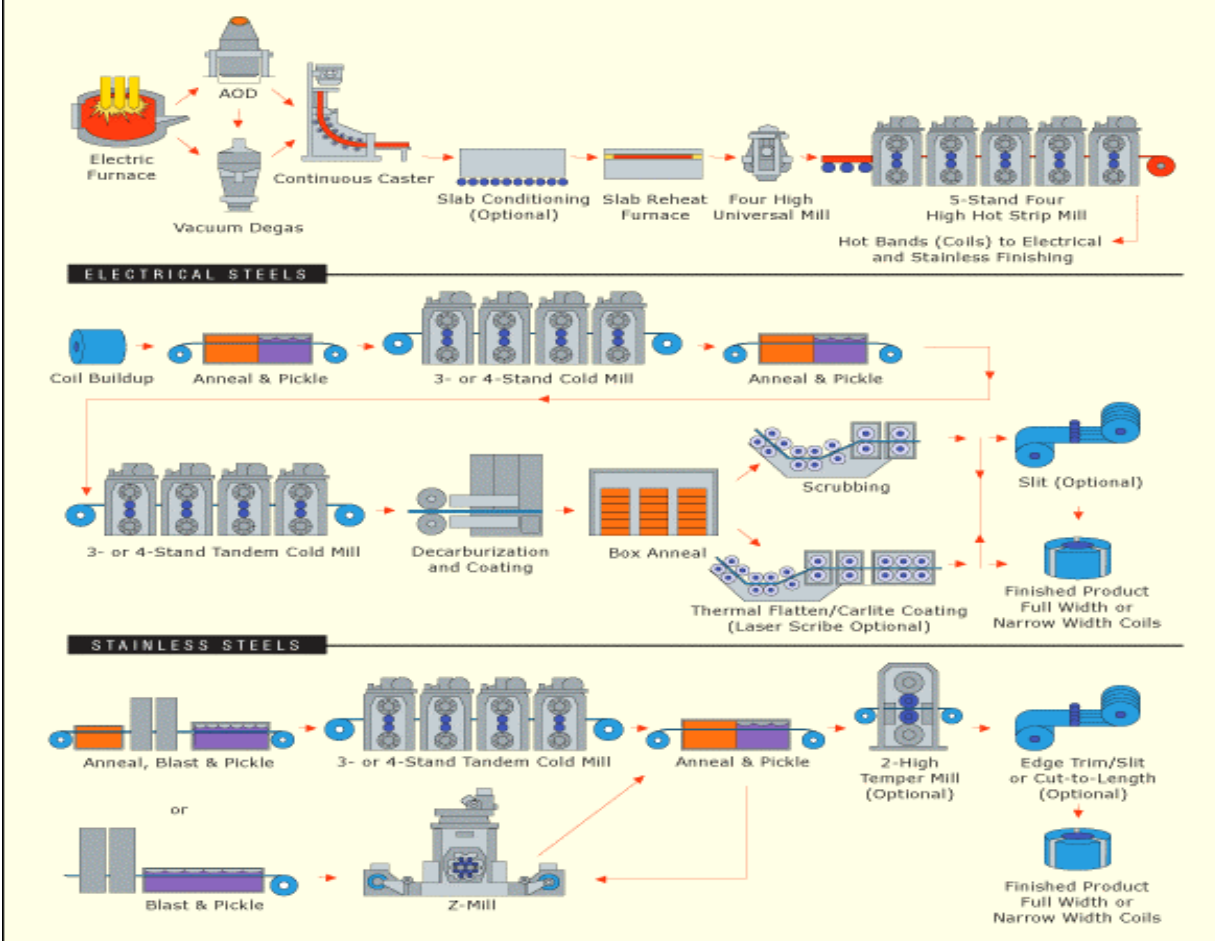 AOD
Electric
Furnace
Vacuum Degas
Continuous Caster
Slab Conditioning
(Optional)
Slab Reheat
Furnace
Four High
Universal Mill
5-Stand Four
High Hot Strip Mill
Hot Bands (Coils) to Electrical
and Stainless Finishing
ELECTRICAL STEELS
Coil Buildup
Anneal & Pickle
3- or 4-Stand Cold Mill
Anneal & Pickle
3- or 4-Stand Tandem Cold Mill
Decarburization
and Coating
Box Anneal
Scrubbing
Thermal Flatten/Carlite Coating
(Laser Scribe Optional)
Slit (Optional)
Finished Product
Full Width or
Narrow Width Coils
STAINLESS STEELS
Anneal, Blast & Pickle
3- or 4-Stand Tandem Cold Mill
Anneal & Pickle
2-High
Temper Mill
(Optional)
Edge Trim/Slit
or Cut-to-Length
(Optional)
or
Blast & Pickle
Z-Mill
Finished Product
Full Width or
Narrow Width Coils